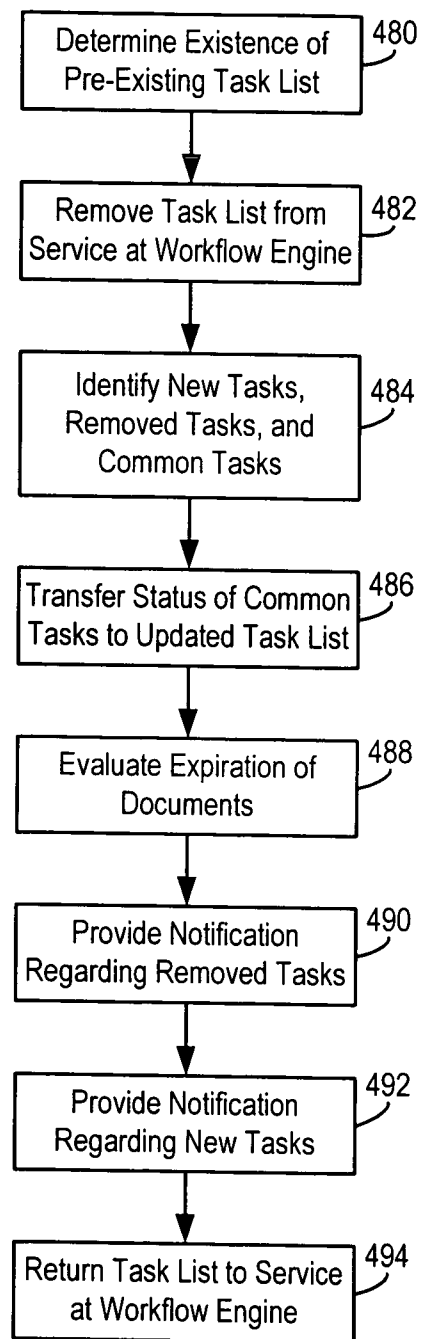 Determine Existence of
Pre-Existing Task List
480
Remove Task List from
Service at Workflow Engine
482
Identify New Tasks,
Removed Tasks, and
Common Tasks
484
Transfer Status of Common
Tasks to Updated Task List
486
Evaluate Expiration of
Documents
488
Provide Notification
Regarding Removed Tasks
490
Provide Notification
Regarding New Tasks
492
Return Task List to Service
at Workflow Engine
494